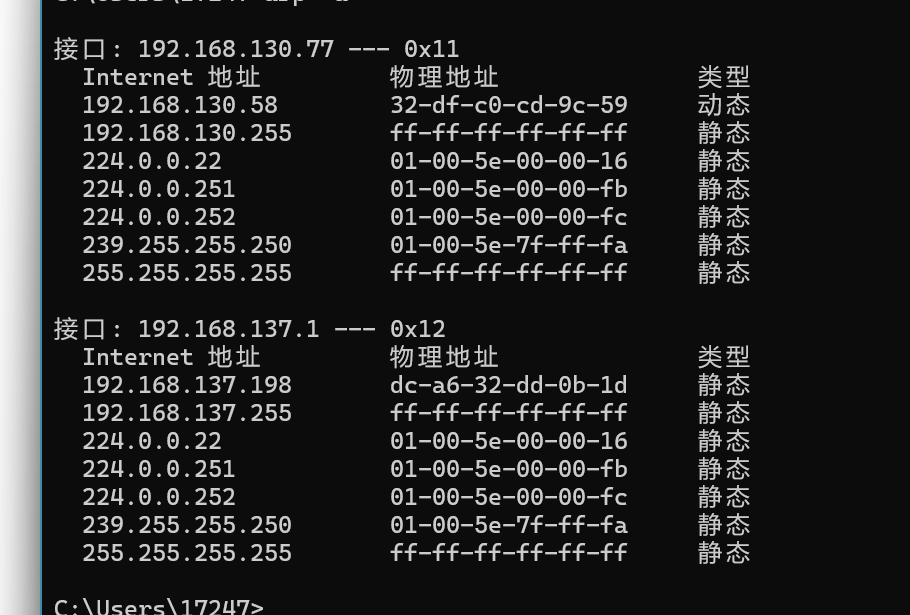 接口: 192.168.130.77 --- 0x11
Internet 地址 物理地址 类型
192.168.130.58 32-df-c0-cd-9c-59 动态
192.168.130.255 ff-ff-ff-ff-ff-ff 静态
224.0.0.22 01-00-5e-00-00-16 静态
224.0.0.251 01-00-5e-00-00-fb 静态
224.0.0.252 01-00-5e-00-00-fc 静态
239.255.255.250 01-00-5e-7f-ff-fa 静态
255.255.255.255 ff-ff-ff-ff-ff-ff 静态
接口: 192.168.137.1 --- 0x12
Internet 地址 物理地址 类型
192.168.137.198 dc-a6-32-dd-0b-1d 静态
192.168.137.255 ff-ff-ff-ff-ff-ff 静态
224.0.0.22 01-00-5e-00-00-16 静态
224.0.0.251 01-00-5e-00-00-fb 静态
224.0.0.252 01-00-5e-00-00-fc 静态
239.255.255.250 01-00-5e-7f-ff-fa 静态
255.255.255.255 ff-ff-ff-ff-ff-ff 静态
C:\Users\17247>